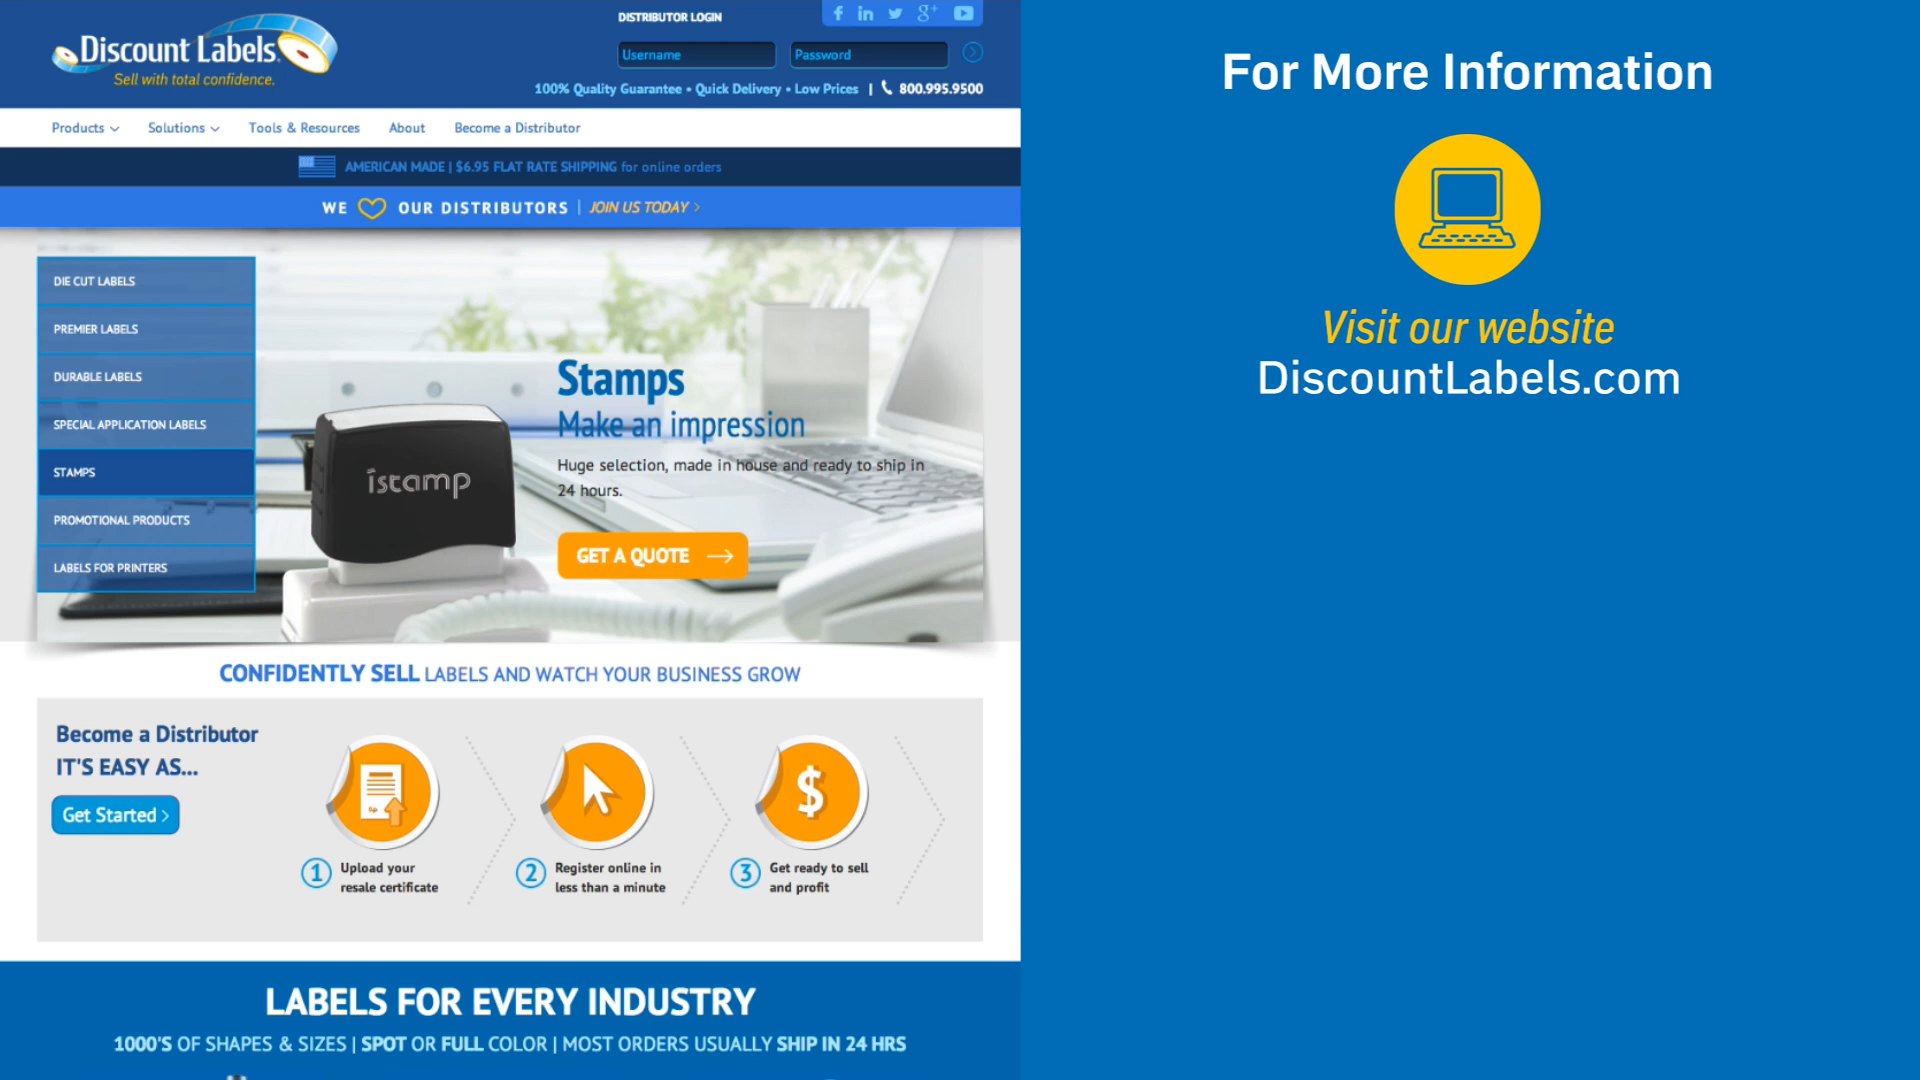 DISTRIBUTOR LOGIN
f in g+
Discount Labels
Sell with total confidence.
Username
Password
100% Quality Guarantee • Quick Delivery • Low Prices | 800.995.9500
Products Solutions Tools & Resources About Become a Distributor
AMERICAN MADE | $6.95 FLAT RATE SHIPPING for online orders
WE OUR DISTRIBUTORS | JOIN US TODAY >
DIE CUT LABELS
PREMIER LABELS
DURABLE LABELS
SPECIAL APPLICATION LABELS
STAMPS
PROMOTIONAL PRODUCTS
LABELS FOR PRINTERS
istamp
Stamps
Make an impression
Huge selection, made in house and ready to ship in
24 hours.
GET A QUOTE
CONFIDENTLY SELL LABELS AND WATCH YOUR BUSINESS GROW
Become a Distributor
IT'S EASY AS...
Get Started >
1 Upload your
resale certificate
2 Register online in
less than a minute
$
3 Get ready to sell
and profit
LABELS FOR EVERY INDUSTRY
1000'S OF SHAPES & SIZES | SPOT OR FULL COLOR | MOST ORDERS USUALLY SHIP IN 24 HRS
For More Information
Visit our website
DiscountLabels.com